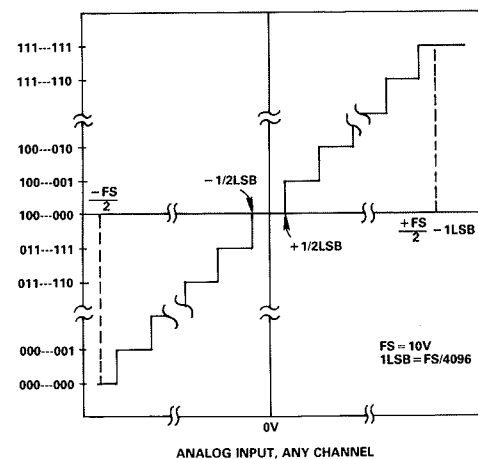 111---111
111---110
100---010
100---001
−FS
2
−1/2LSB
100---000
+1/2LSB
+FS
2
−1LSB
011---111
011---110
000---001
000---000
FS = 10V
1LSB = FS/4096
0V
ANALOG INPUT, ANY CHANNEL